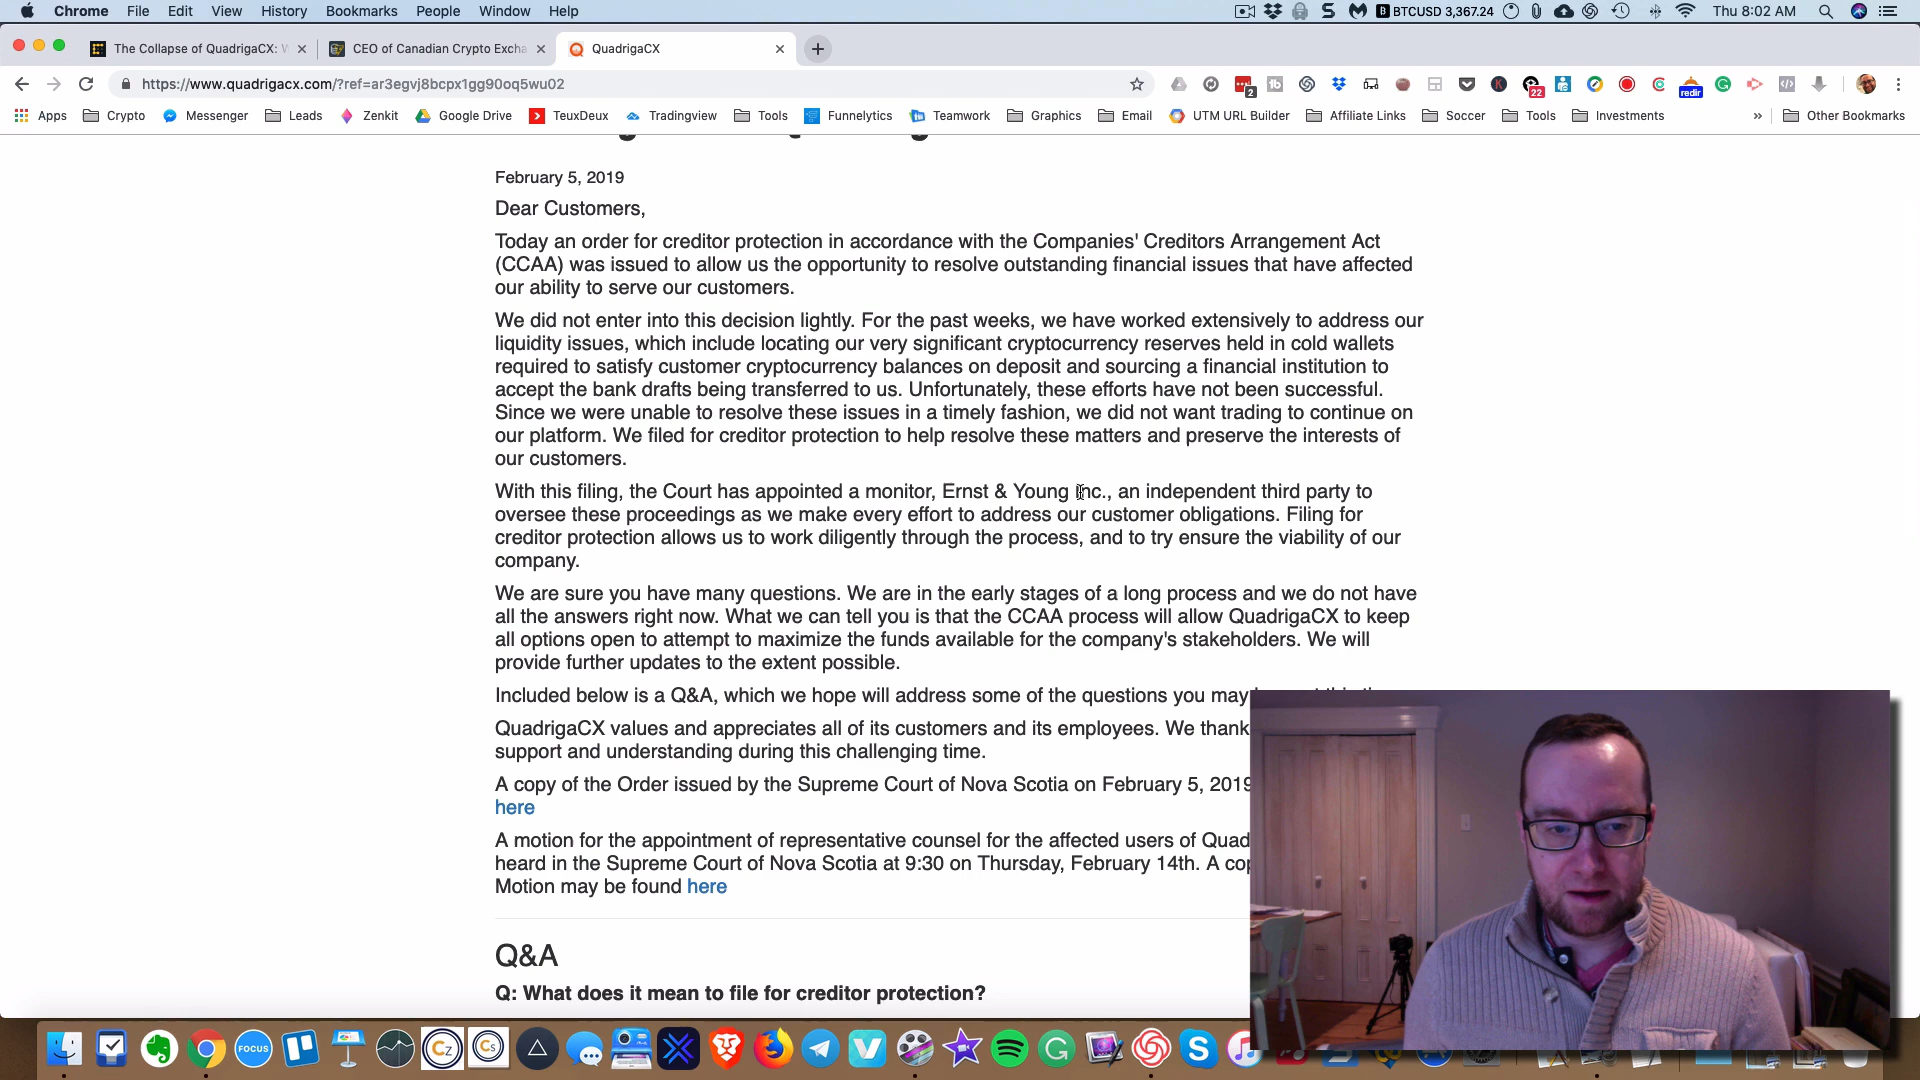 Chrome File Edit View History Bookmarks People Window Help BTCUSD 3,367.24 Thu 8:02 AM
The Collapse of QuadrigaCX: CEO of Canadian Crypto Excha QuadrigaCX
https://www.quadrigacx.com/?ref=ar3egvj8bcpx1gg90oq5wu02 2 22 redir
Apps Crypto Messenger Leads Zenkit Google Drive TeuxDeux Tradingview Tools Funnelytics Teamwork Graphics Email UTM URL Builder Affiliate Links Soccer Tools Investments » Other Bookmarks
February 5, 2019
Dear Customers,
Today an order for creditor protection in accordance with the Companies' Creditors Arrangement Act
(CCAA) was issued to allow us the opportunity to resolve outstanding financial issues that have affected
our ability to serve our customers.
We did not enter into this decision lightly. For the past weeks, we have worked extensively to address our
liquidity issues, which include locating our very significant cryptocurrency reserves held in cold wallets
required to satisfy customer cryptocurrency balances on deposit and sourcing a financial institution to
accept the bank drafts being transferred to us. Unfortunately, these efforts have not been successful.
Since we were unable to resolve these issues in a timely fashion, we did not want trading to continue on
our platform. We filed for creditor protection to help resolve these matters and preserve the interests of
our customers.
With this filing, the Court has appointed a monitor, Ernst & Young Inc., an independent third party to
oversee these proceedings as we make every effort to address our customer obligations. Filing for
creditor protection allows us to work diligently through the process, and to try ensure the viability of our
company.
We are sure you have many questions. We are in the early stages of a long process and we do not have
all the answers right now. What we can tell you is that the CCAA process will allow QuadrigaCX to keep
all options open to attempt to maximize the funds available for the company's stakeholders. We will
provide further updates to the extent possible.
Included below is a Q&A, which we hope will address some of the questions you may
QuadrigaCX values and appreciates all of its customers and its employees. We thank
support and understanding during this challenging time.
A copy of the Order issued by the Supreme Court of Nova Scotia on February 5, 2019
here
A motion for the appointment of representative counsel for the affected users of Quad
heard in the Supreme Court of Nova Scotia at 9:30 on Thursday, February 14th. A cop
Motion may be found here
Q&A
Q: What does it mean to file for creditor protection?
FOCUS Cz Cs